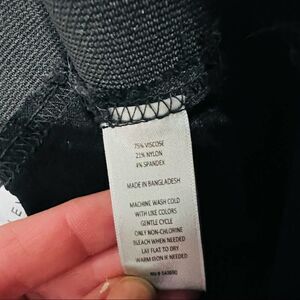 75% VISCOSE
21% NYLON
4% SPANDEX
MADE IN BANGLADESH
MACHINE WASH COLD
WITH LIKE COLORS
GENTLE CYCLE
ONLY NON-CHLORINE
BLEACH WHEN NEEDED
LAY FLAT TO DRY
WARM IRON IF NEEDED